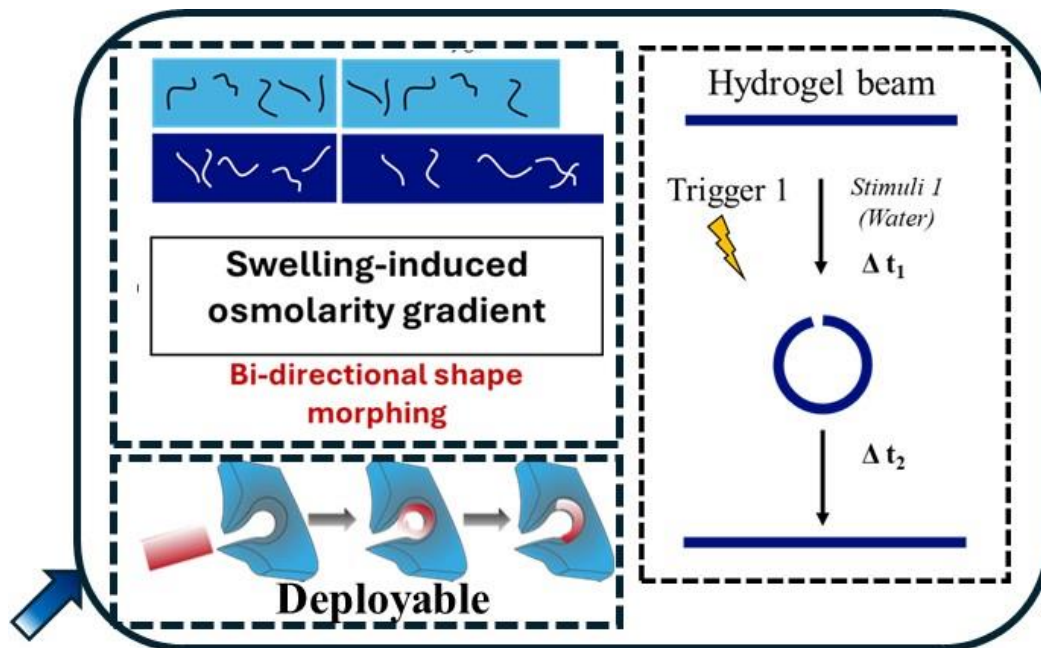 Swelling-induced
osmolarity gradient
Bi-directional shape
morphing
Deployable
Hydrogel beam
Trigger 1
Stimuli 1
(Water)
Δ t₁
Δ t₂